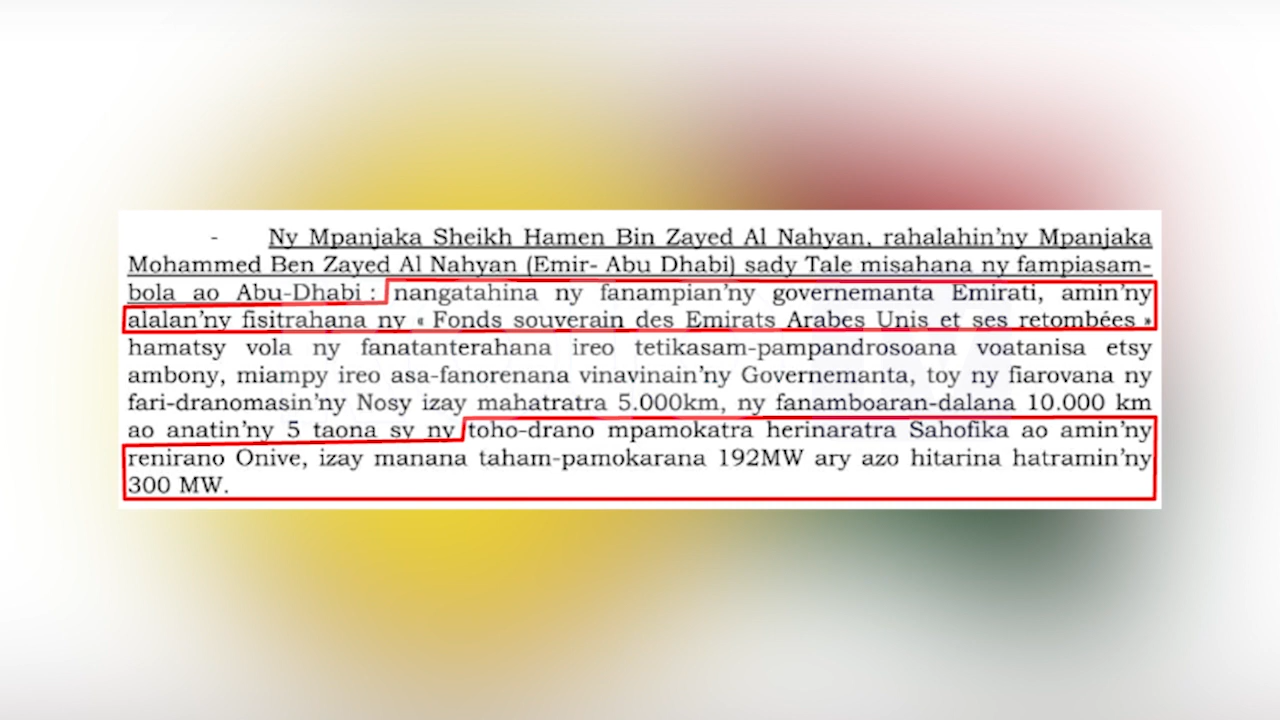 - Ny Mpanjaka Sheikh Hamen Bin Zayed Al Nahyan, rahalahin'ny Mpanjaka
Mohammed Ben Zayed Al Nahyan (Emir- Abu Dhabi) sady Tale misahana ny fampiasam-
bola ao Abu-Dhabi : nangatahina ny fanampian'ny governemanta Emirati, amin'ny
alalan'ny fisitrahana ny « Fonds souverain des Emirats Arabes Unis et ses retombées »
hamatsy vola ny fanatanterahana ireo tetikasam-pampandrosoana voatanisa etsy
ambony, miampy ireo asa-fanorenana vinavinain'ny Governemanta, toy ny fiarovana ny
fari-dranomasin'ny Nosy izay mahatratra 5.000km, ny fanamboaran-dalana 10.000 km
ao anatin'ny 5 taona sy ny toho-drano mpamokatra herinaratra Sahofika ao amin'ny
renirano Onive, izay manana taham-pamokarana 192MW ary azo hitarina hatramin'ny
300 MW.